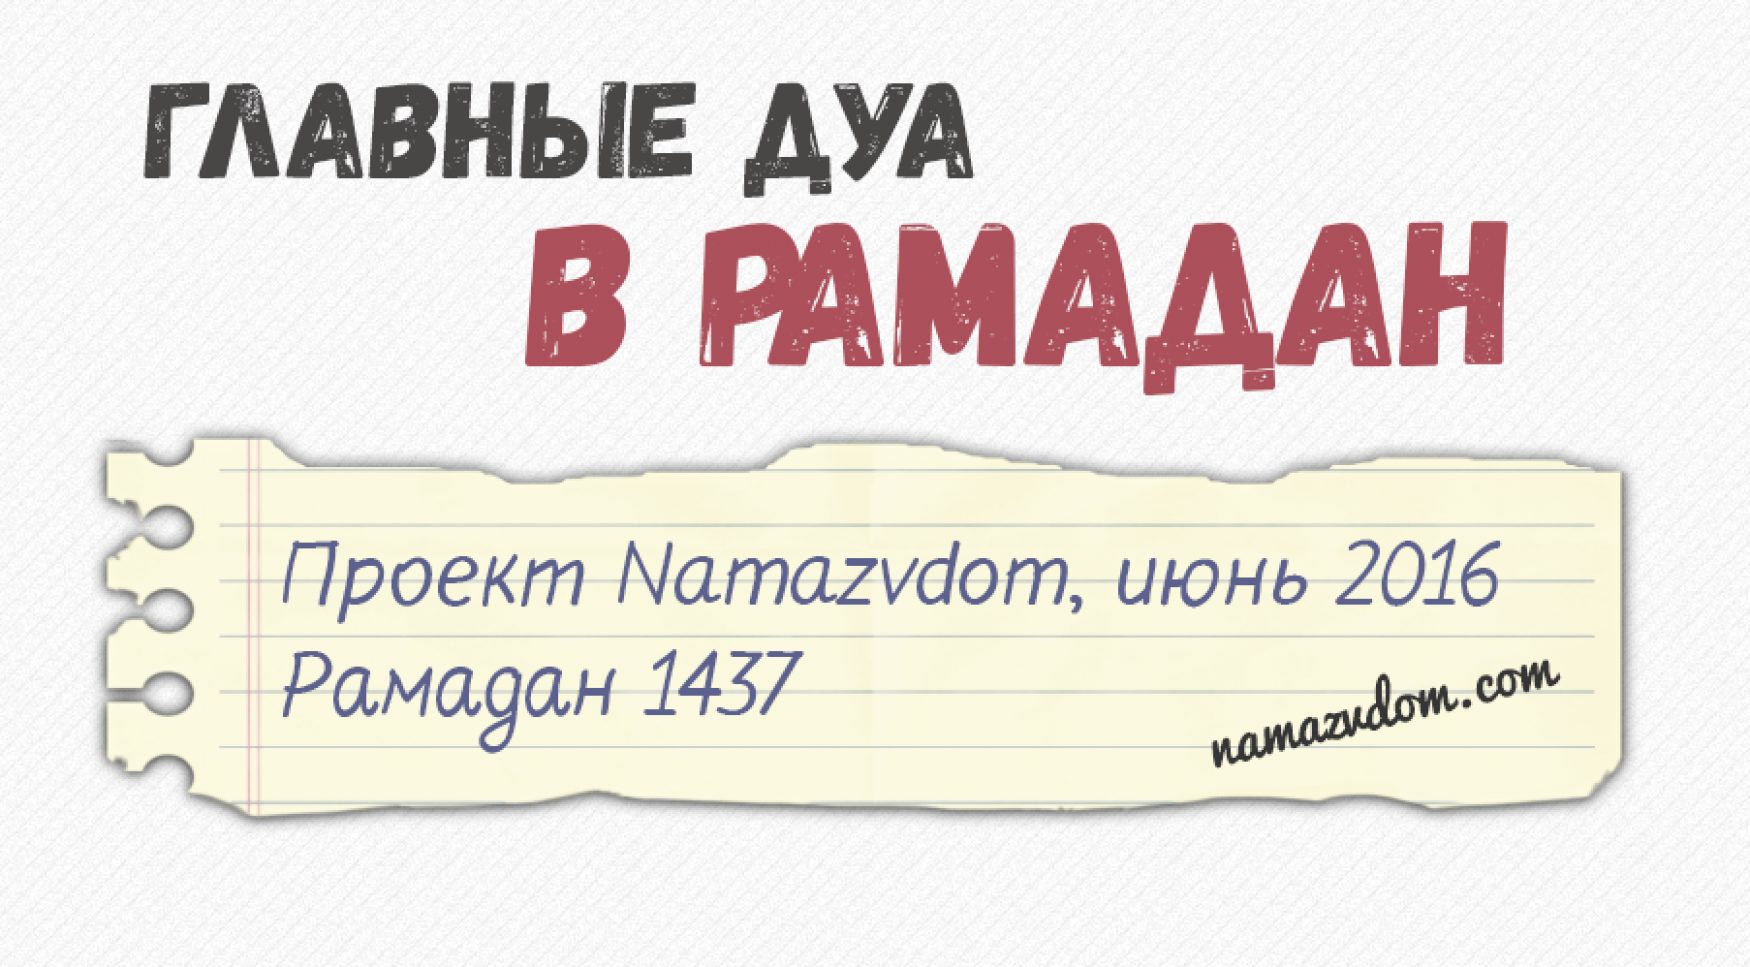 ГЛАВНЫЕ ДУА
В РАМАДАН
Проект Namazvdom, июнь 2016
Рамадан 1437
namazvdom.com